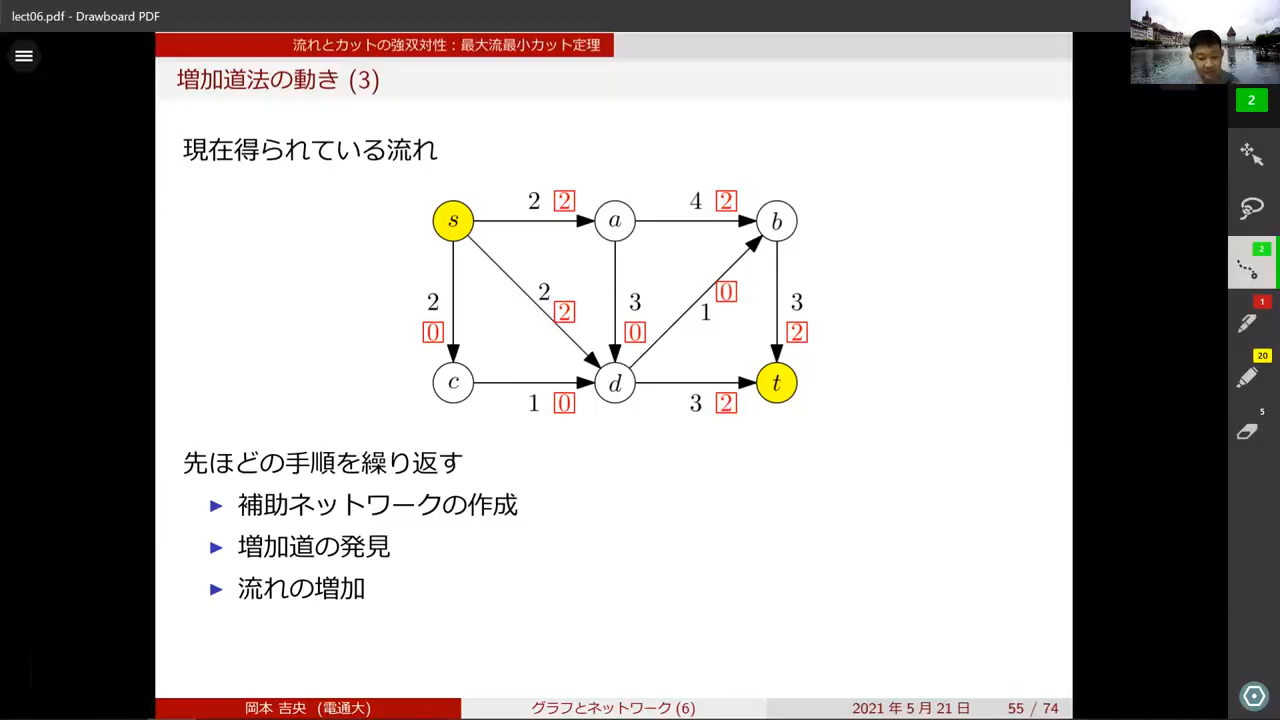 lect06.pdf - Drawboard PDF
流れとカットの強双対性：最大流最小カット定理
増加道法の動き (3)
2
現在得られている流れ
2 2 4 2
s a b
2 0
2 2
3 0
1 0
3 2
c d t
1 0 3 2
先ほどの手順を繰り返す
▶ 補助ネットワークの作成
▶ 増加道の発見
▶ 流れの増加
2
1
20
5
岡本 吉央 (電通大) グラフとネットワーク (6) 2021 年 5 月 21 日 55 / 74